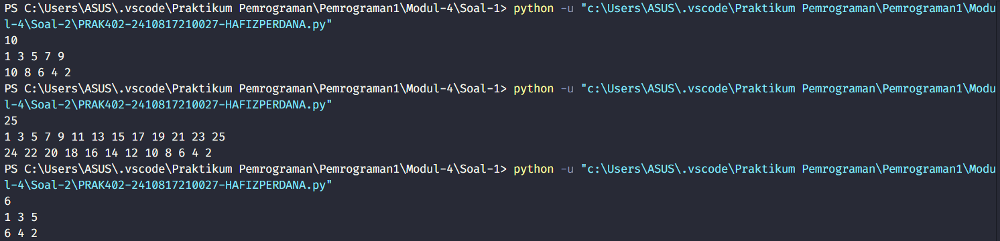 PS C:\Users\ASUS\.vscode\Praktikum Pemrograman\Pemrograman1\Modul-4\Soal-1> python -u "c:\Users\ASUS\.vscode\Praktikum Pemrograman\Pemrograman1\Modu
l-4\Soal-2\PRAK402-2410817210027-HAFIZPERDANA.py"
10
1 3 5 7 9
10 8 6 4 2
PS C:\Users\ASUS\.vscode\Praktikum Pemrograman\Pemrograman1\Modul-4\Soal-1> python -u "c:\Users\ASUS\.vscode\Praktikum Pemrograman\Pemrograman1\Modu
l-4\Soal-2\PRAK402-2410817210027-HAFIZPERDANA.py"
25
1 3 5 7 9 11 13 15 17 19 21 23 25
24 22 20 18 16 14 12 10 8 6 4 2
PS C:\Users\ASUS\.vscode\Praktikum Pemrograman\Pemrograman1\Modul-4\Soal-1> python -u "c:\Users\ASUS\.vscode\Praktikum Pemrograman\Pemrograman1\Modu
l-4\Soal-2\PRAK402-2410817210027-HAFIZPERDANA.py"
6
1 3 5
6 4 2